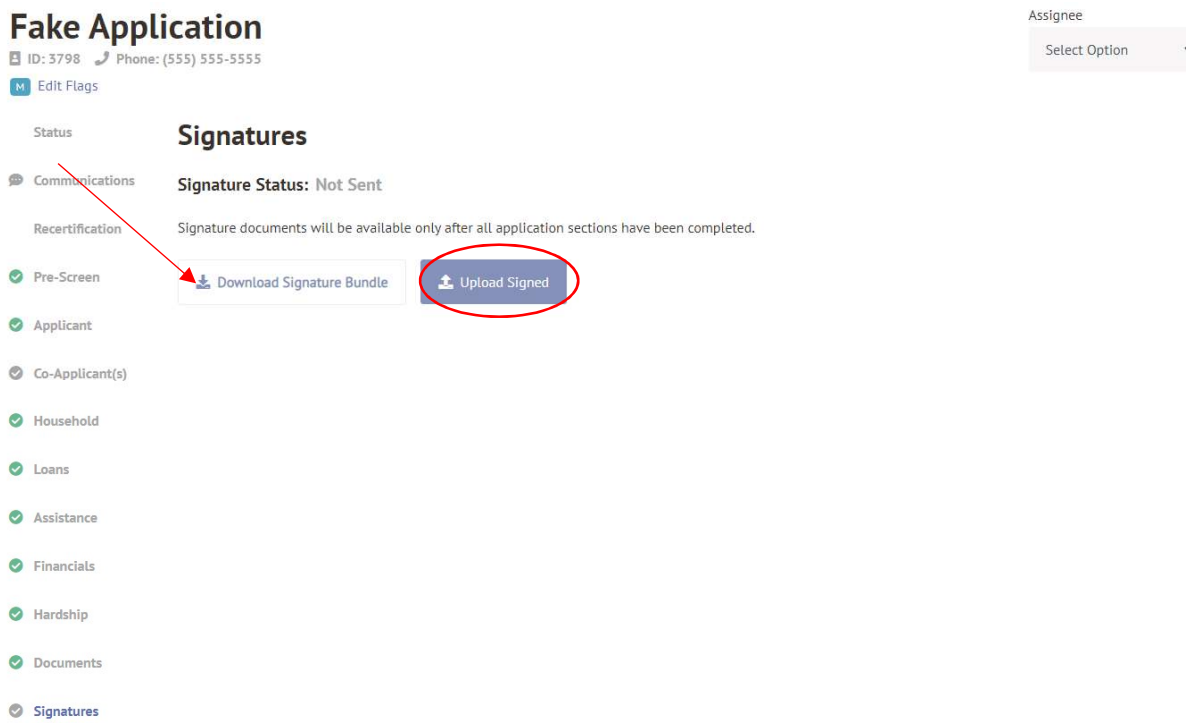 Fake Application
ID: 3798 Phone: (555) 555-5555
M Edit Flags
Assignee
Select Option
Status
Communications
Recertification
Pre-Screen
Applicant
Co-Applicant(s)
Household
Loans
Assistance
Financials
Hardship
Documents
Signatures
Signatures
Signature Status: Not Sent
Signature documents will be available only after all application sections have been completed.
Download Signature Bundle
Upload Signed